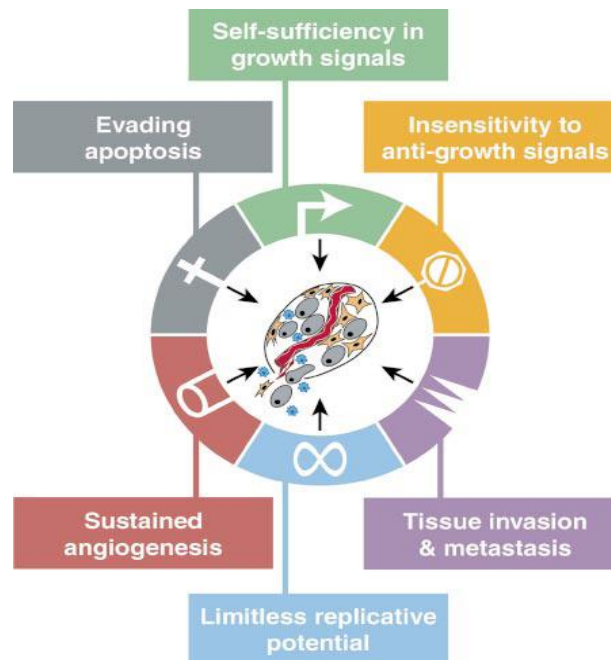 Self-sufficiency in
growth signals
Evading
apoptosis
Insensitivity to
anti-growth signals
Sustained
angiogenesis
Tissue invasion
& metastasis
Limitless replicative
potential